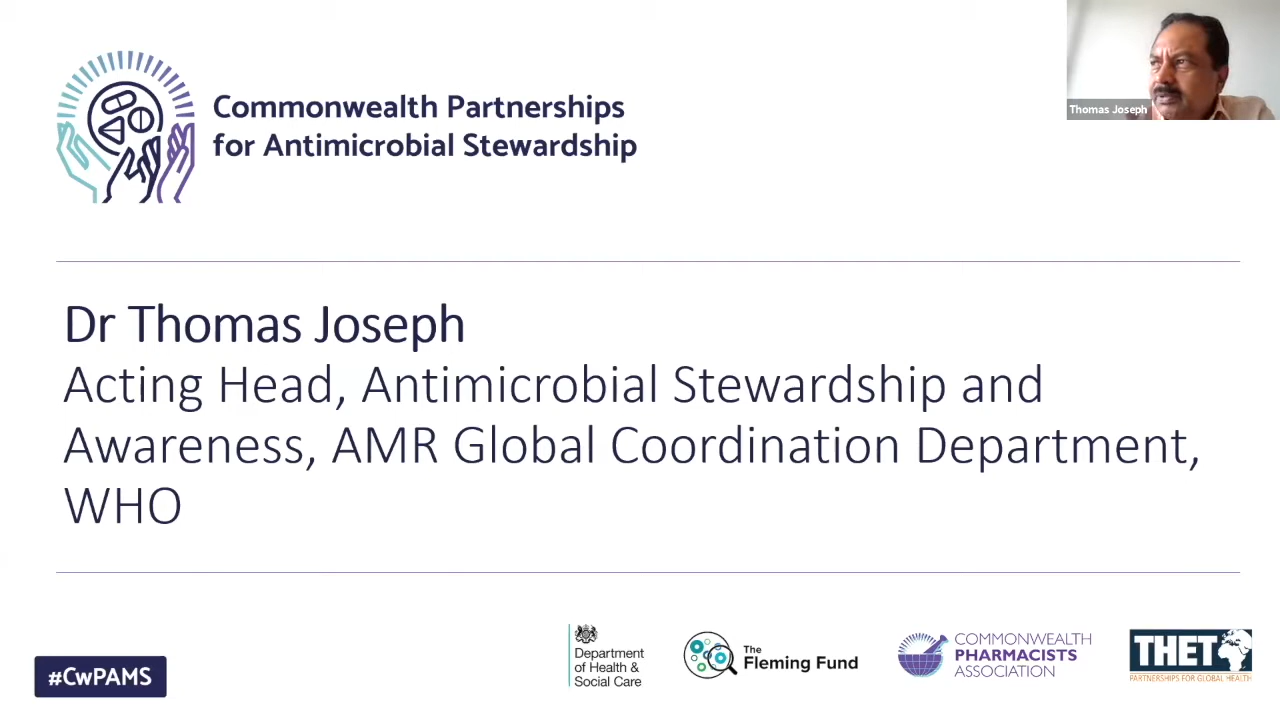 Commonwealth Partnerships
for Antimicrobial Stewardship
Thomas Joseph
Dr Thomas Joseph
Acting Head, Antimicrobial Stewardship and
Awareness, AMR Global Coordination Department,
WHO
#CwPAMS
Department
of Health &
Social Care
The
Fleming Fund
COMMONWEALTH
PHARMACISTS
ASSOCIATION
THET
PARTNERSHIPS FOR GLOBAL HEALTH